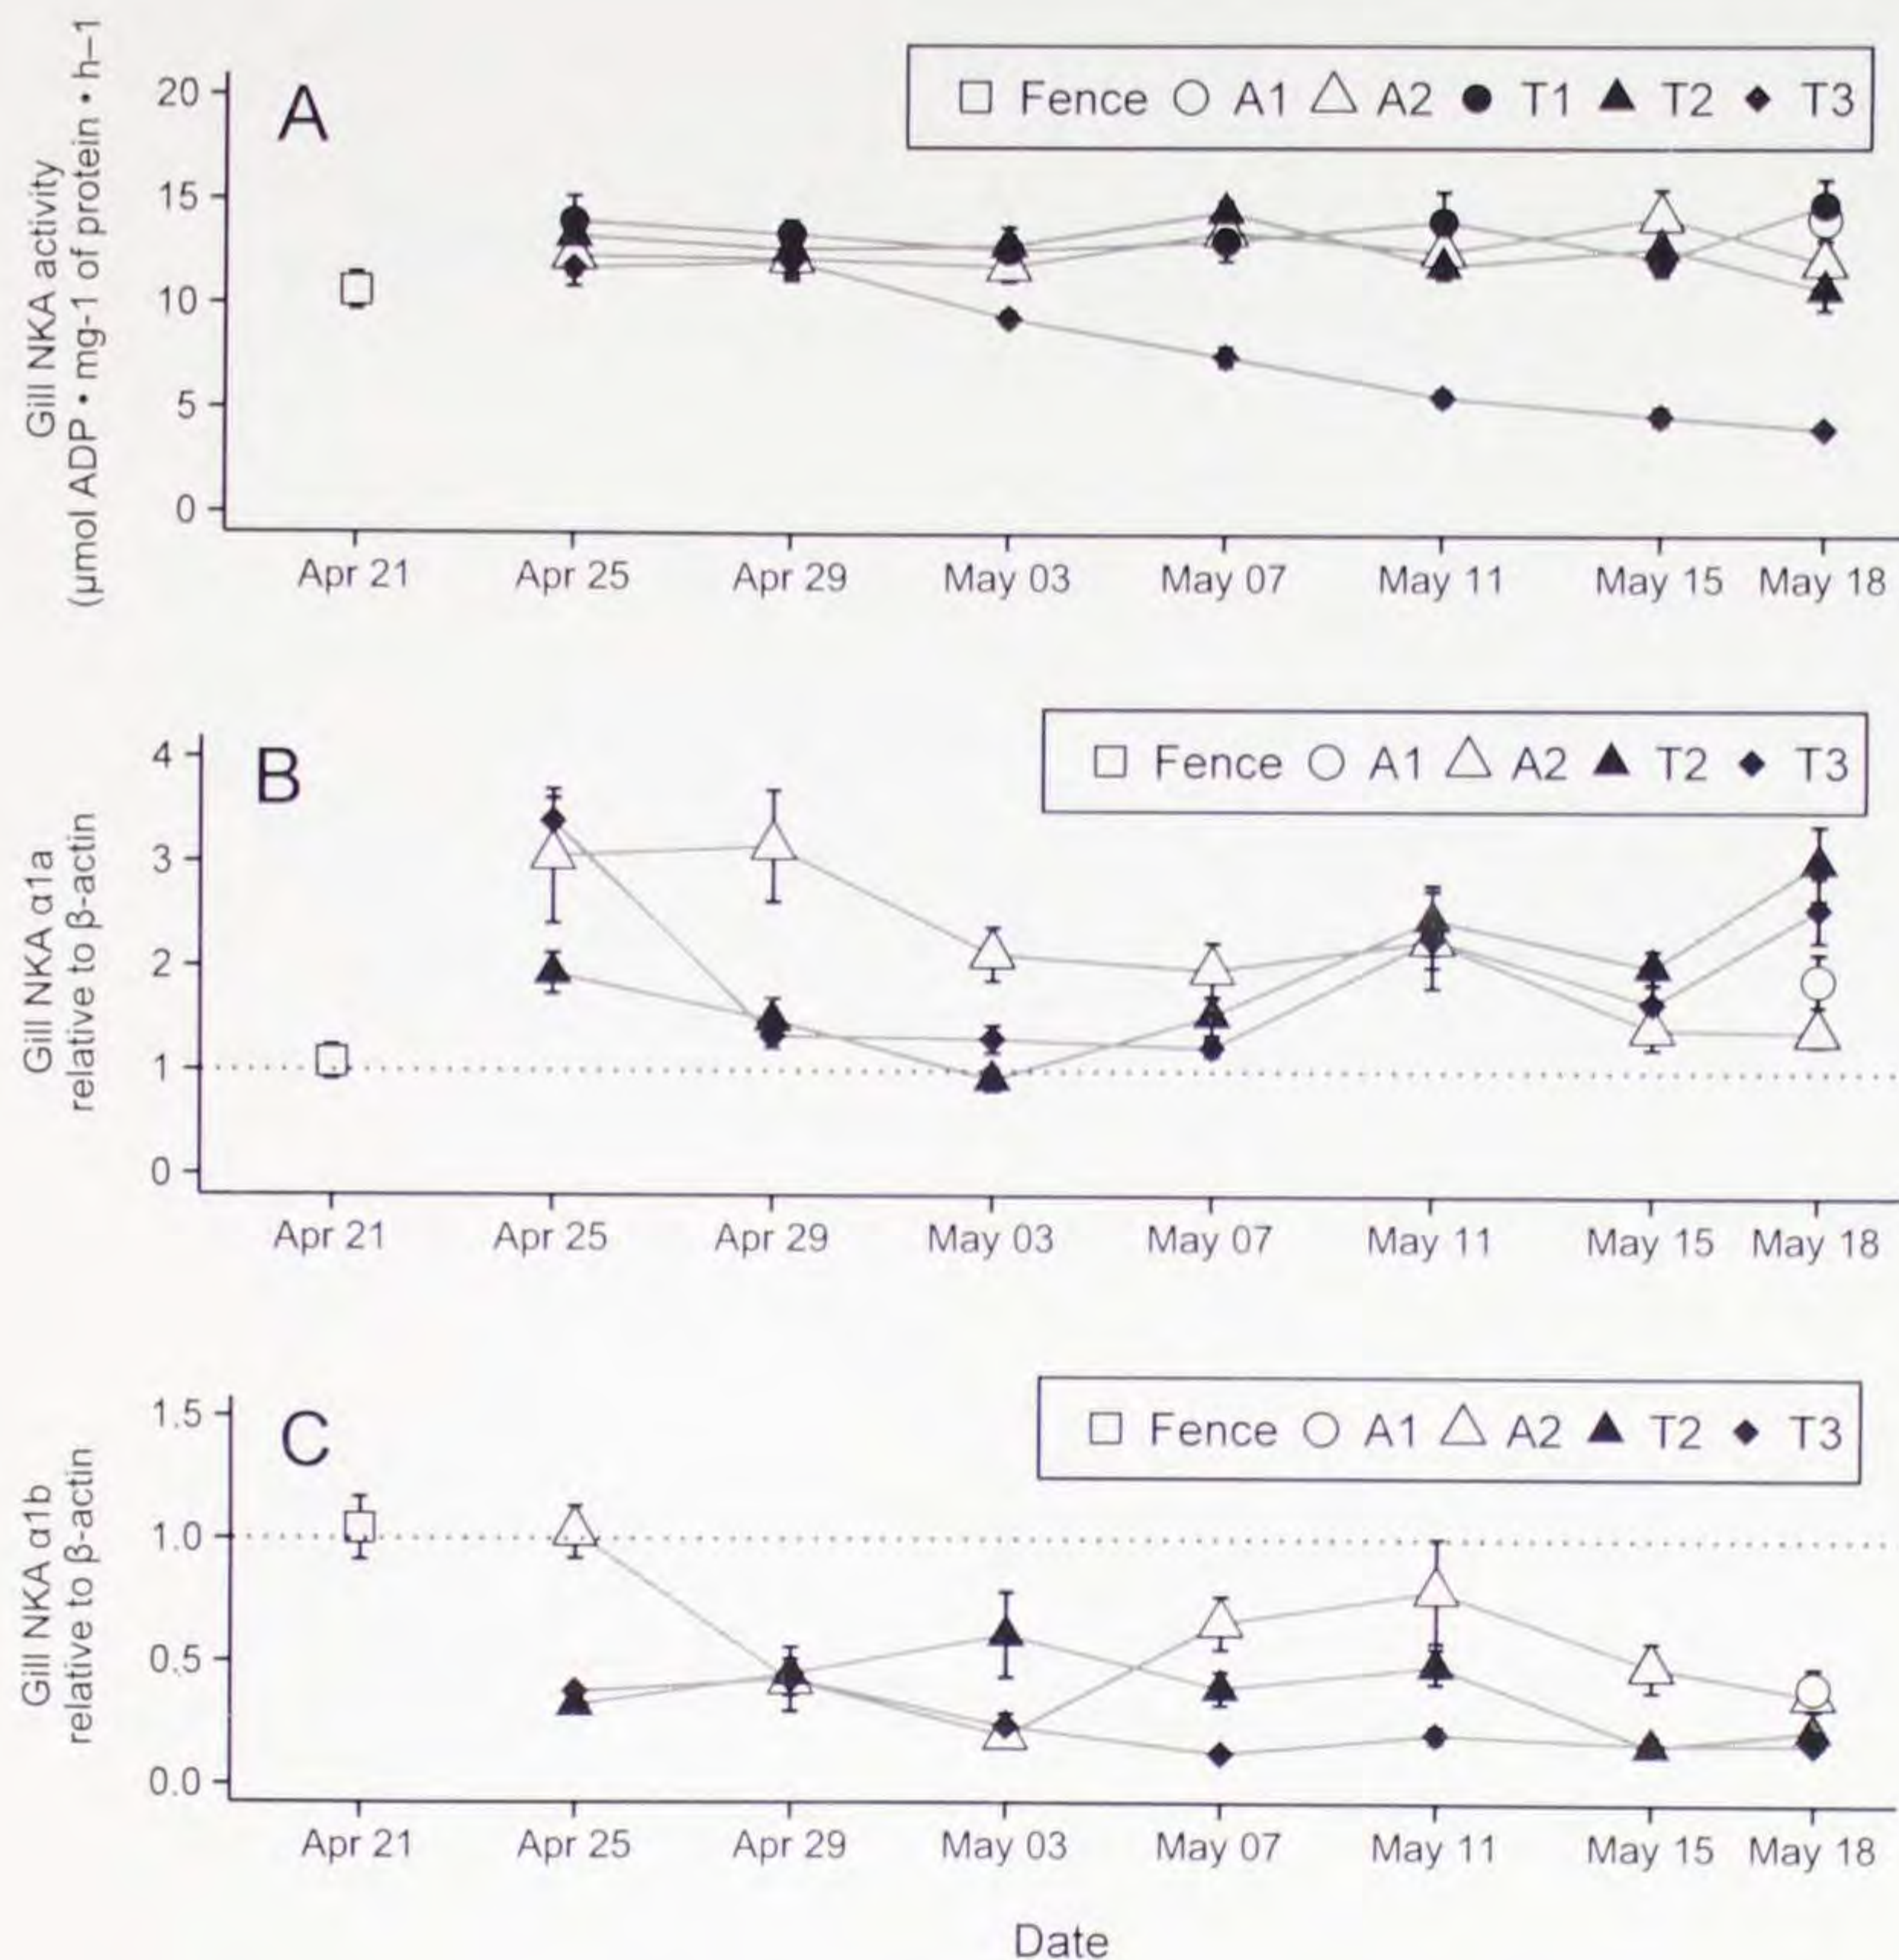 A
□ Fence ○ A1 △ A2 ● T1 ▲ T2 ◆ T3
Gill NKA activity
(µmol ADP • mg-1 of protein • h–1
20
15
10
5
0
Apr 21 Apr 25 Apr 29 May 03 May 07 May 11 May 15 May 18
B
□ Fence ○ A1 △ A2 ▲ T2 ◆ T3
Gill NKA α1a
relative to β-actin
4
3
2
1
0
Apr 21 Apr 25 Apr 29 May 03 May 07 May 11 May 15 May 18
C
□ Fence ○ A1 △ A2 ▲ T2 ◆ T3
Gill NKA α1b
relative to β-actin
1.5
1.0
0.5
0.0
Apr 21 Apr 25 Apr 29 May 03 May 07 May 11 May 15 May 18
Date